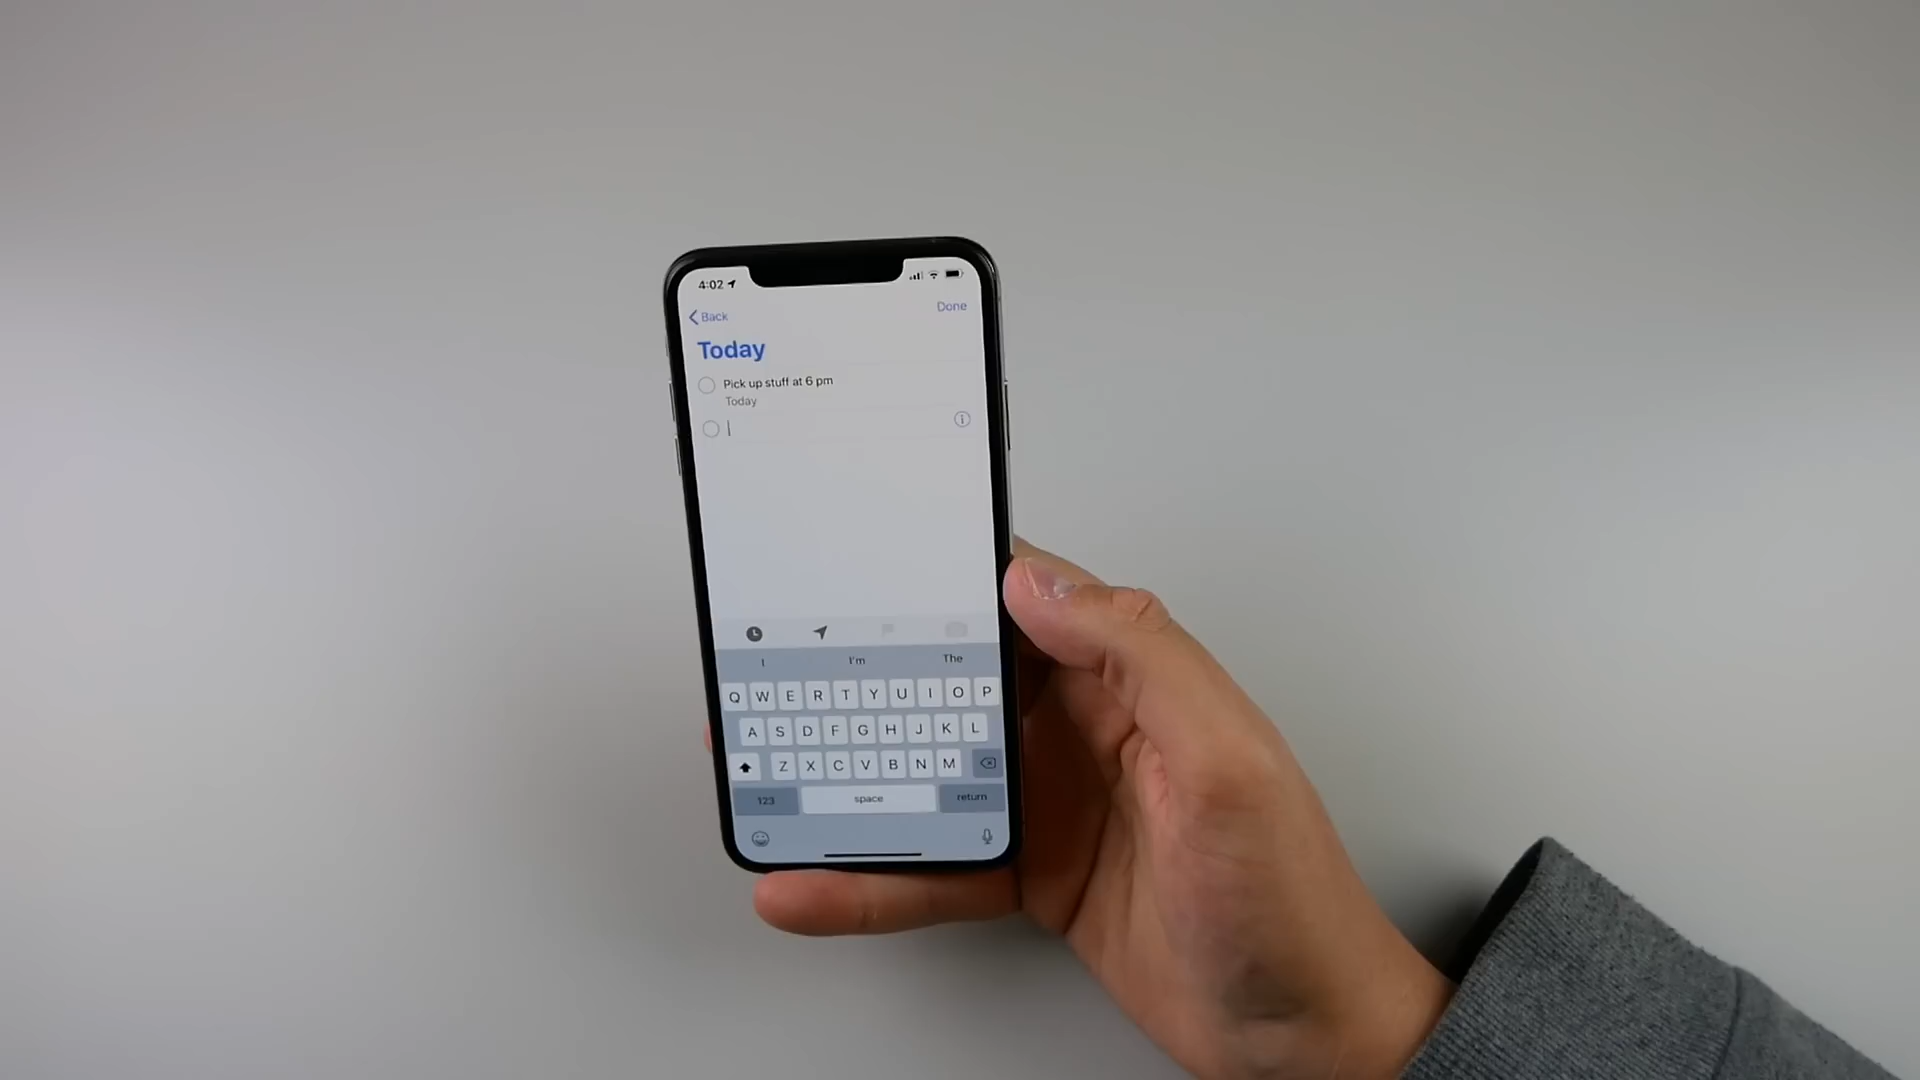 4:02
Back
Done
Today
Pick up stuff at 6 pm
Today
I
I'm
The
Q W E R T Y U I O P
A S D F G H J K L
Z X C V B N M
123
space
return